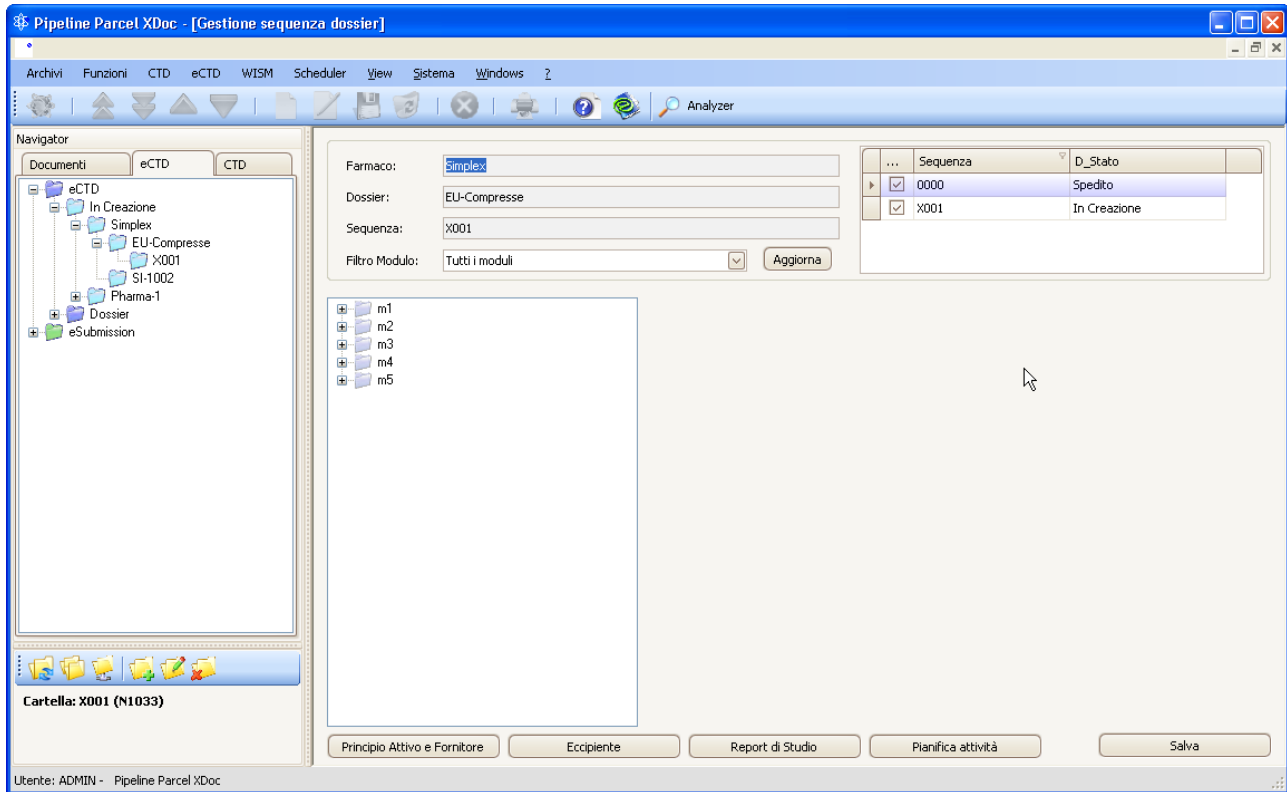 Pipeline Parcel XDoc - [Gestione sequenza dossier]
Archivi Funzioni CTD eCTD WISM Scheduler View Sistema Windows ?
Analyzer
Navigator
Documenti eCTD CTD
eCTD
In Creazione
Simplex
EU-Compresse
X001
SI-1002
Pharma-1
Dossier
eSubmission
Cartella: X001 (N1033)
Farmaco: Simplex
Dossier: EU-Compresse
Sequenza: X001
Filtro Modulo: Tutti i moduli Aggiorna
... Sequenza D_Stato
0000 Spedito
X001 In Creazione
m1
m2
m3
m4
m5
Principio Attivo e Fornitore Eccipiente Report di Studio Pianifica attività Salva
Utente: ADMIN - Pipeline Parcel XDoc